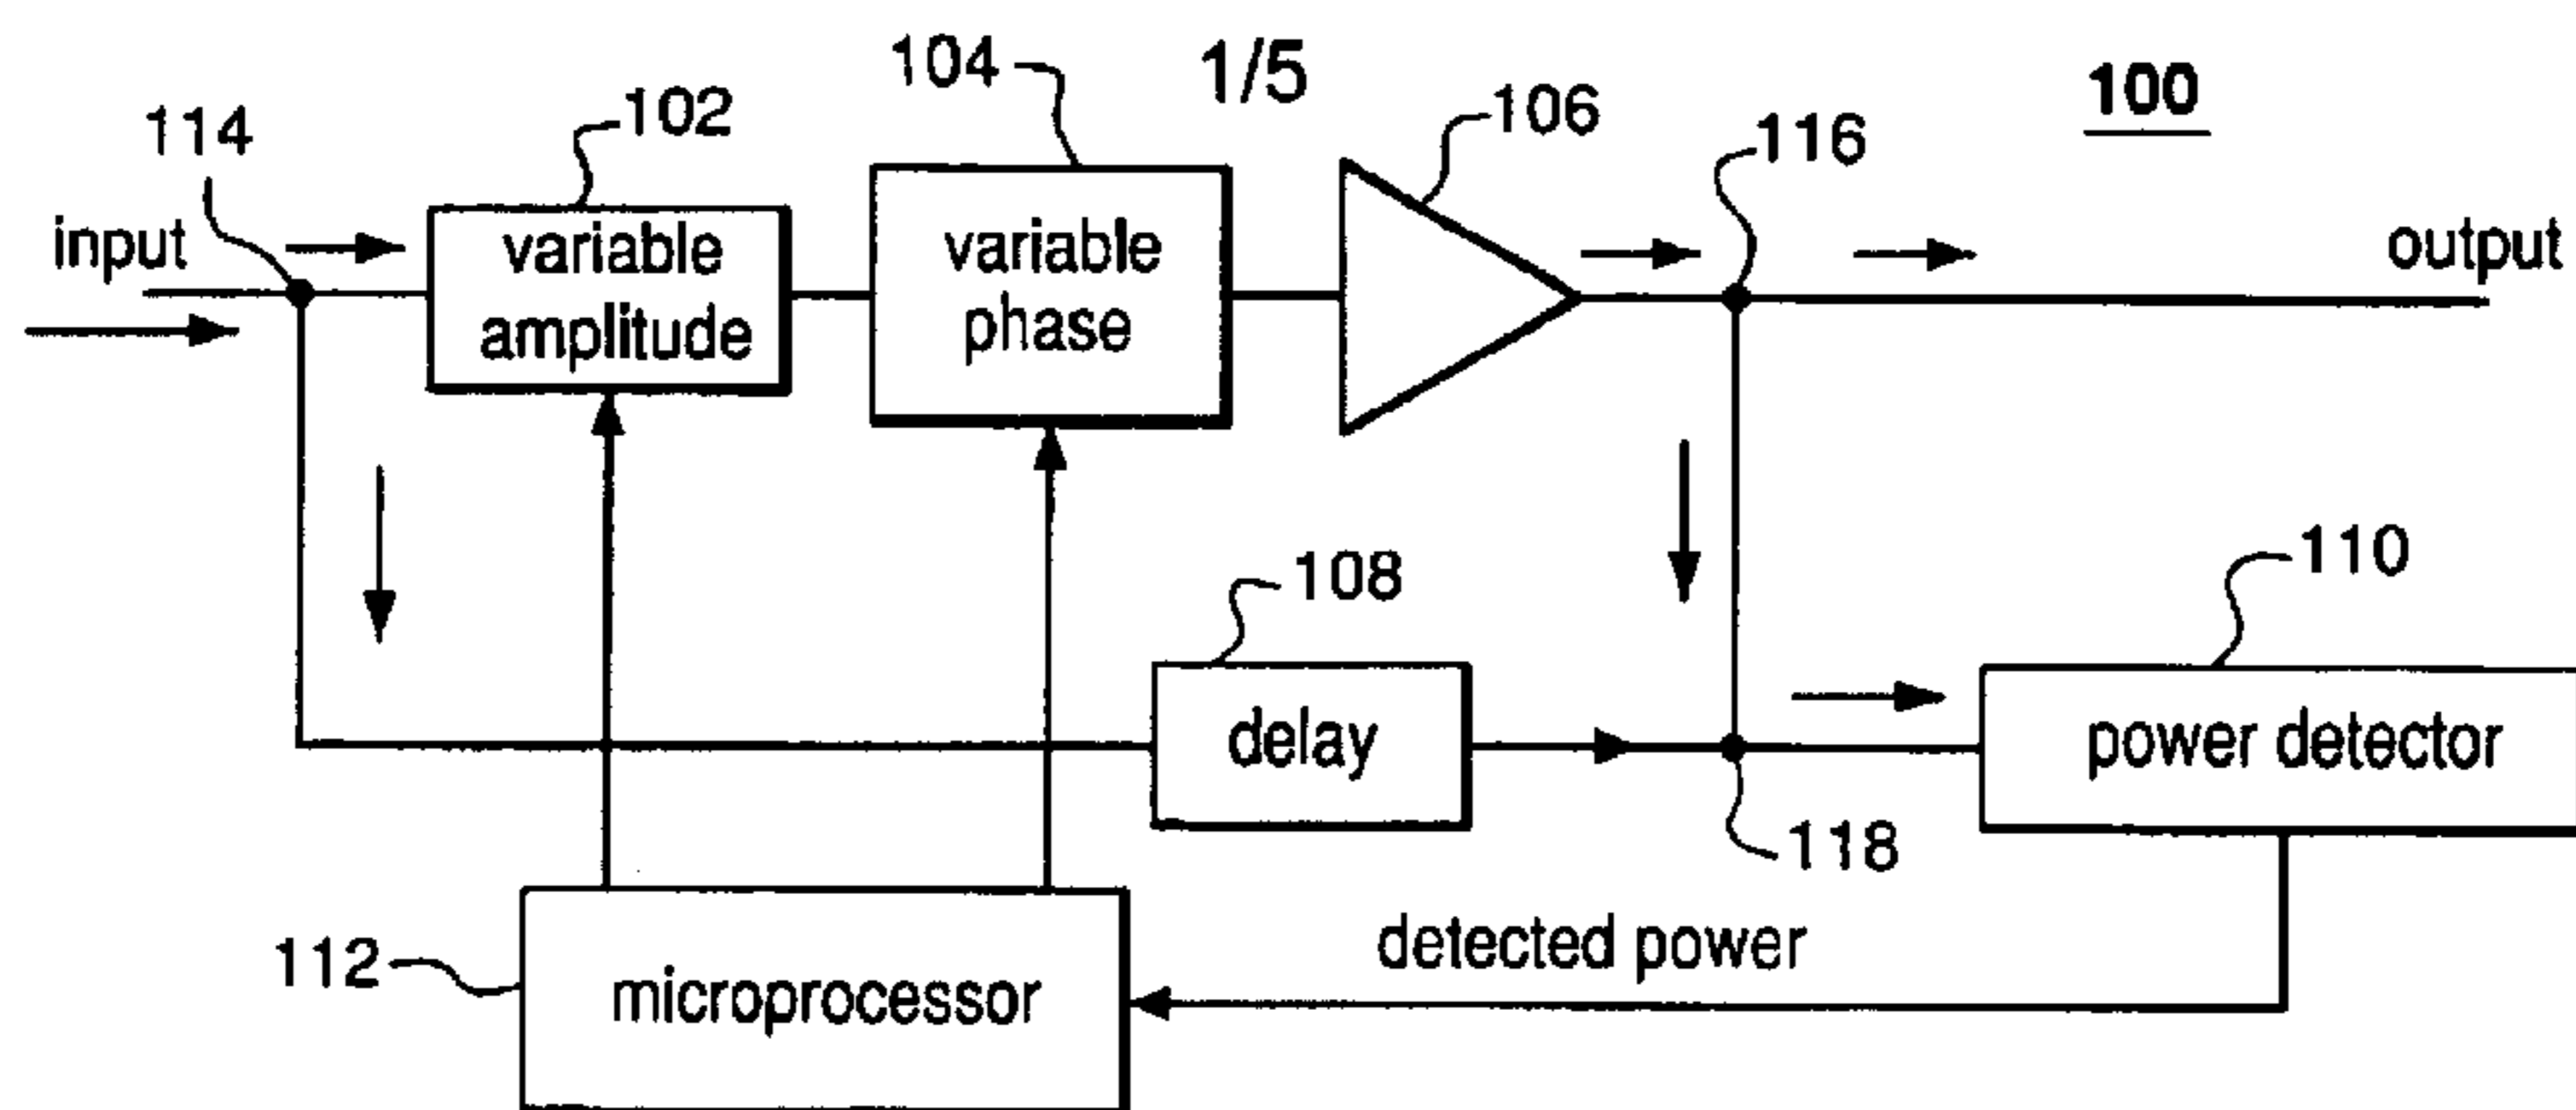 104
1/5
100
102
106
114
116
input
variable
amplitude
variable
phase
output
108
110
delay
power detector
118
112
microprocessor
detected power